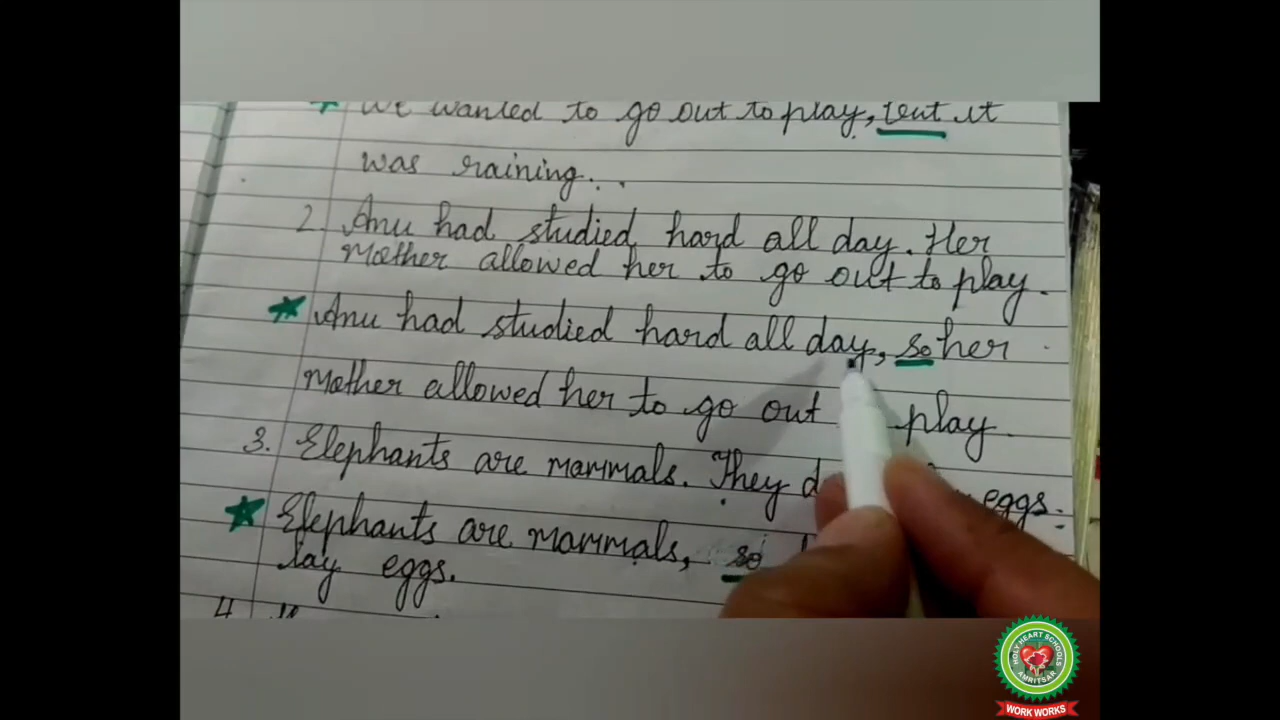 We wanted to go out to play, but it
was raining..
2. Anu had studied hard all day. Her
Mother allowed her to go out to play.
Anu had studied hard all day, so her
Mother allowed her to go out play.
3. Elephants are mammals. They eggs.
Elephants are mammals, so
lay eggs.
4
HOLY HEART SCHOOLS
AMRITSAR
WORK WORKS